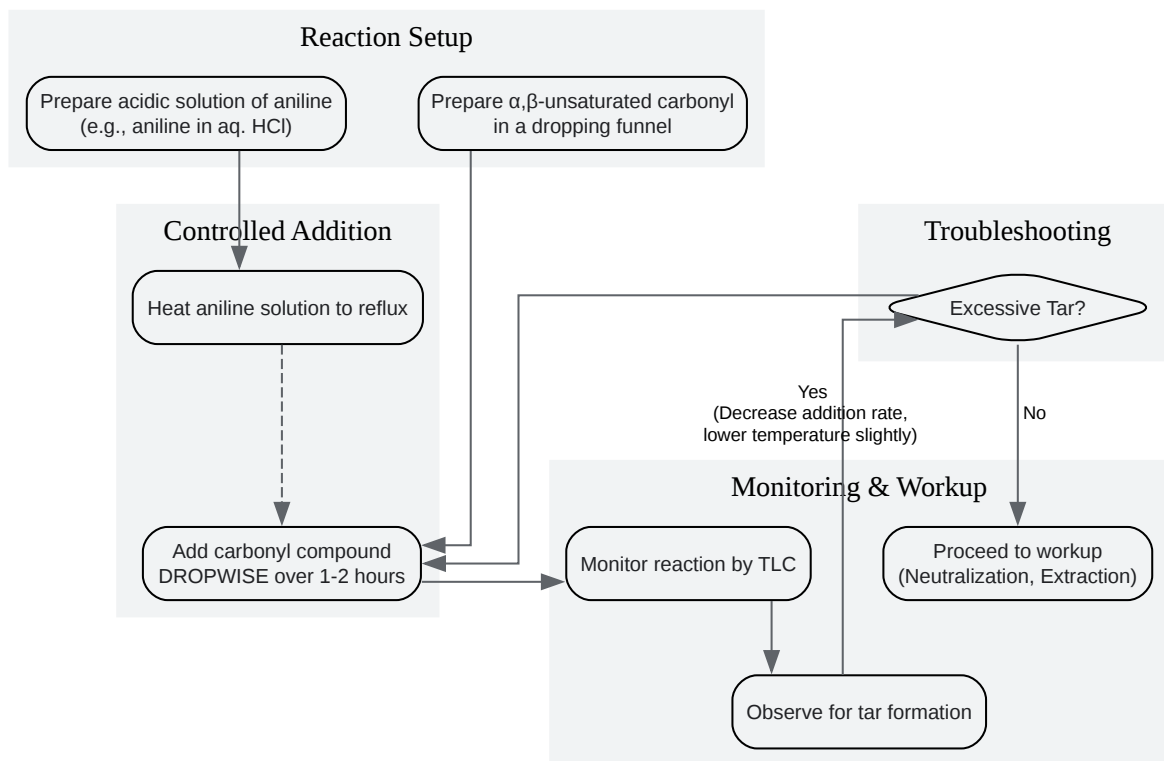 Reaction Setup
Prepare acidic solution of aniline
(e.g., aniline in aq. HCl)
Prepare α,β-unsaturated carbonyl
in a dropping funnel
Controlled Addition
Heat aniline solution to reflux
Add carbonyl compound
DROPWISE over 1-2 hours
Troubleshooting
Excessive Tar?
Yes
(Decrease addition rate,
lower temperature slightly)
No
Monitoring & Workup
Monitor reaction by TLC
Proceed to workup
(Neutralization, Extraction)
Observe for tar formation